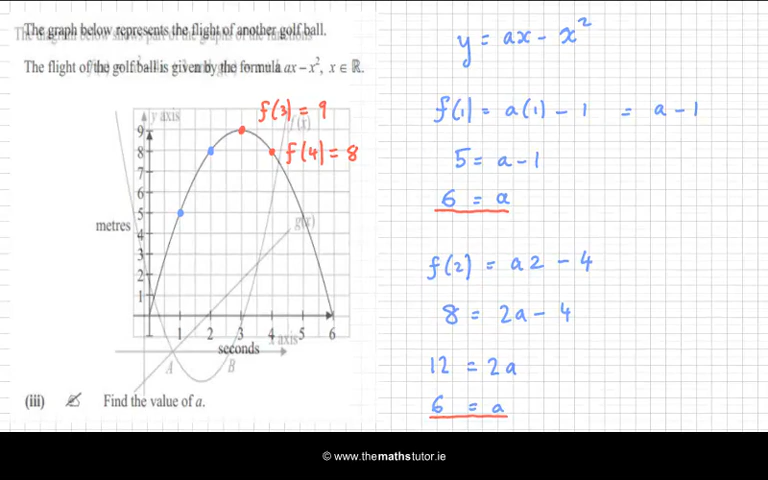 The graph below represents the flight of another golf ball.
The flight of the golf ball is given by the formula ax – x², x ∈ ℝ.
y axis
f(3) = 9
f(x)
f(4) = 8
9
8
7
6
5
4
3
2
1
metres
g(x)
1 2 3 4 5 6
x axis
seconds
A B
(iii) Find the value of a.
y = ax - x²
f(1) = a(1) - 1 = a - 1
5 = a - 1
6 = a
f(2) = a2 - 4
8 = 2a - 4
12 = 2a
6 = a
© www.themathstutor.ie